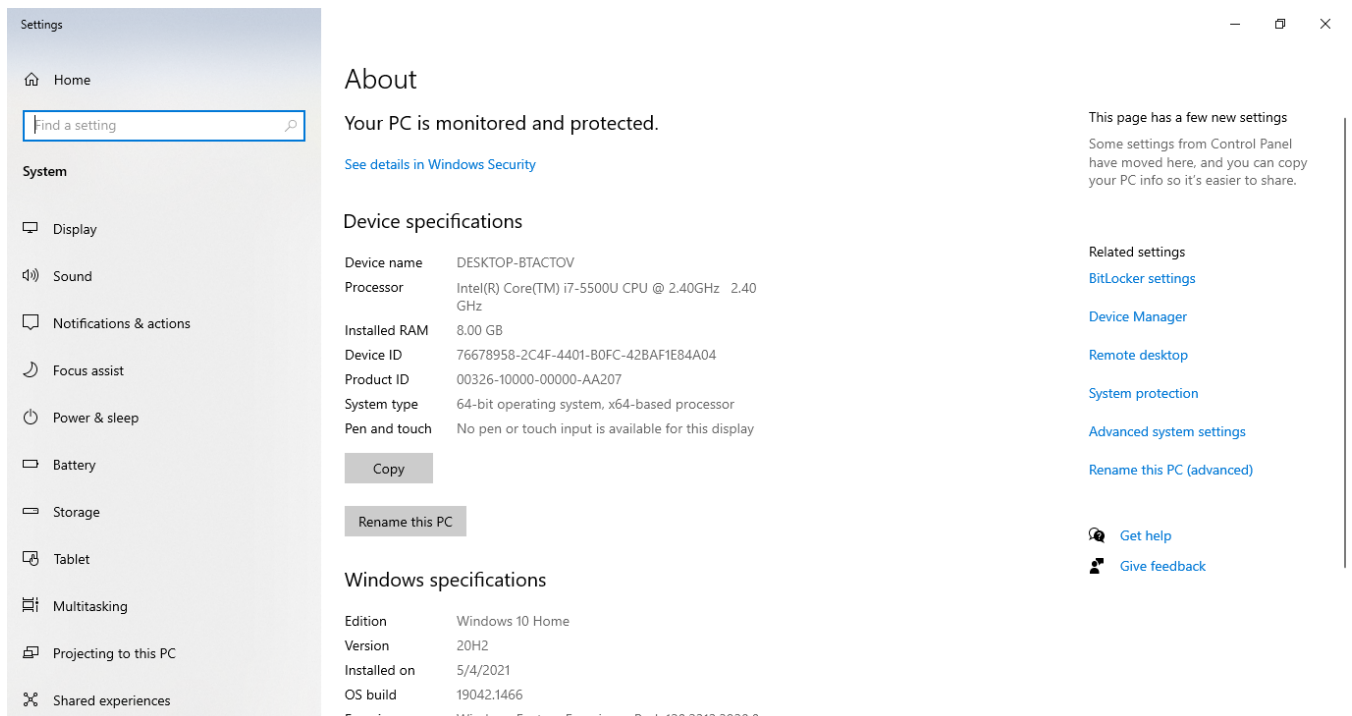 Settings
Home
Find a setting
System
Display
Sound
Notifications & actions
Focus assist
Power & sleep
Battery
Storage
Tablet
Multitasking
Projecting to this PC
Shared experiences
About
Your PC is monitored and protected.
See details in Windows Security
Device specifications
Device name DESKTOP-BTACTOV
Processor Intel(R) Core(TM) i7-5500U CPU @ 2.40GHz 2.40
GHz
Installed RAM 8.00 GB
Device ID 76678958-2C4F-4401-B0FC-42BAF1E84A04
Product ID 00326-10000-00000-AA207
System type 64-bit operating system, x64-based processor
Pen and touch No pen or touch input is available for this display
Copy
Rename this PC
Windows specifications
Edition Windows 10 Home
Version 20H2
Installed on 5/4/2021
OS build 19042.1466
This page has a few new settings
Some settings from Control Panel
have moved here, and you can copy
your PC info so it's easier to share.
Related settings
BitLocker settings
Device Manager
Remote desktop
System protection
Advanced system settings
Rename this PC (advanced)
Get help
Give feedback